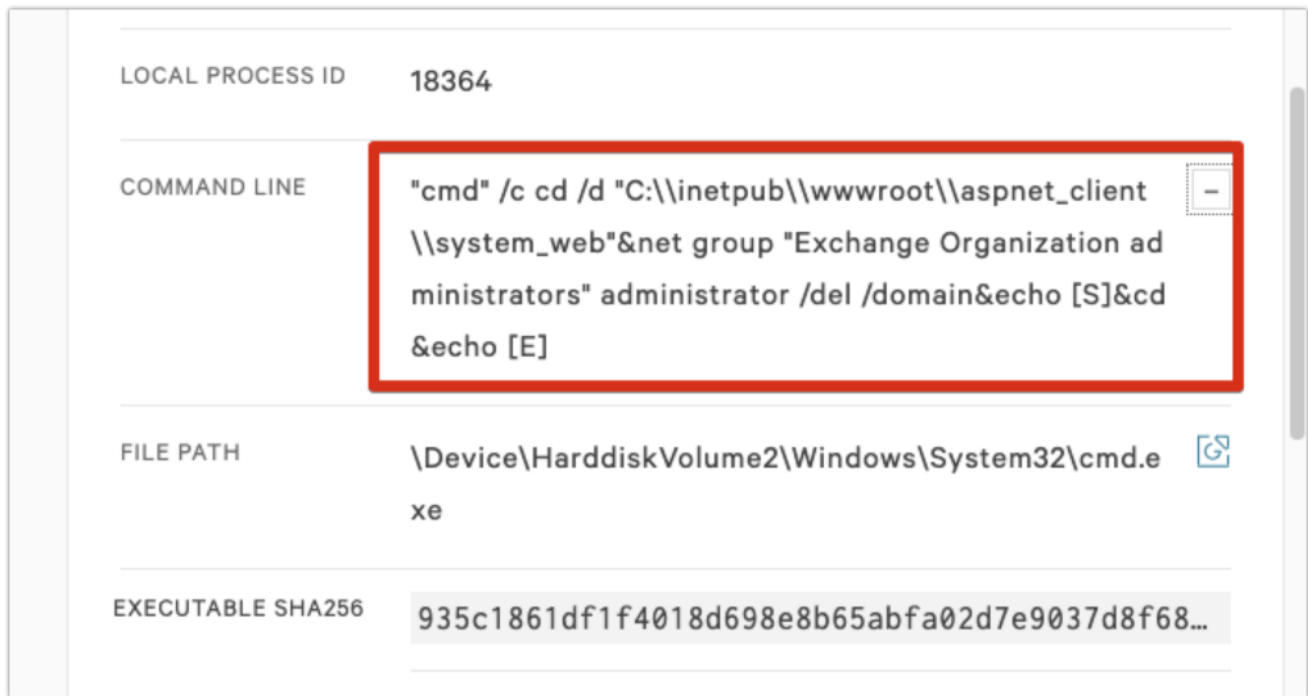 LOCAL PROCESS ID 18364
COMMAND LINE "cmd" /c cd /d "C:\\inetpub\\wwwroot\\aspnet_client
\\system_web"&net group "Exchange Organization ad
ministrators" administrator /del /domain&echo [S]&cd
&echo [E]
FILE PATH \Device\HarddiskVolume2\Windows\System32\cmd.e
xe
EXECUTABLE SHA256 935c1861df1f4018d698e8b65abfa02d7e9037d8f68…